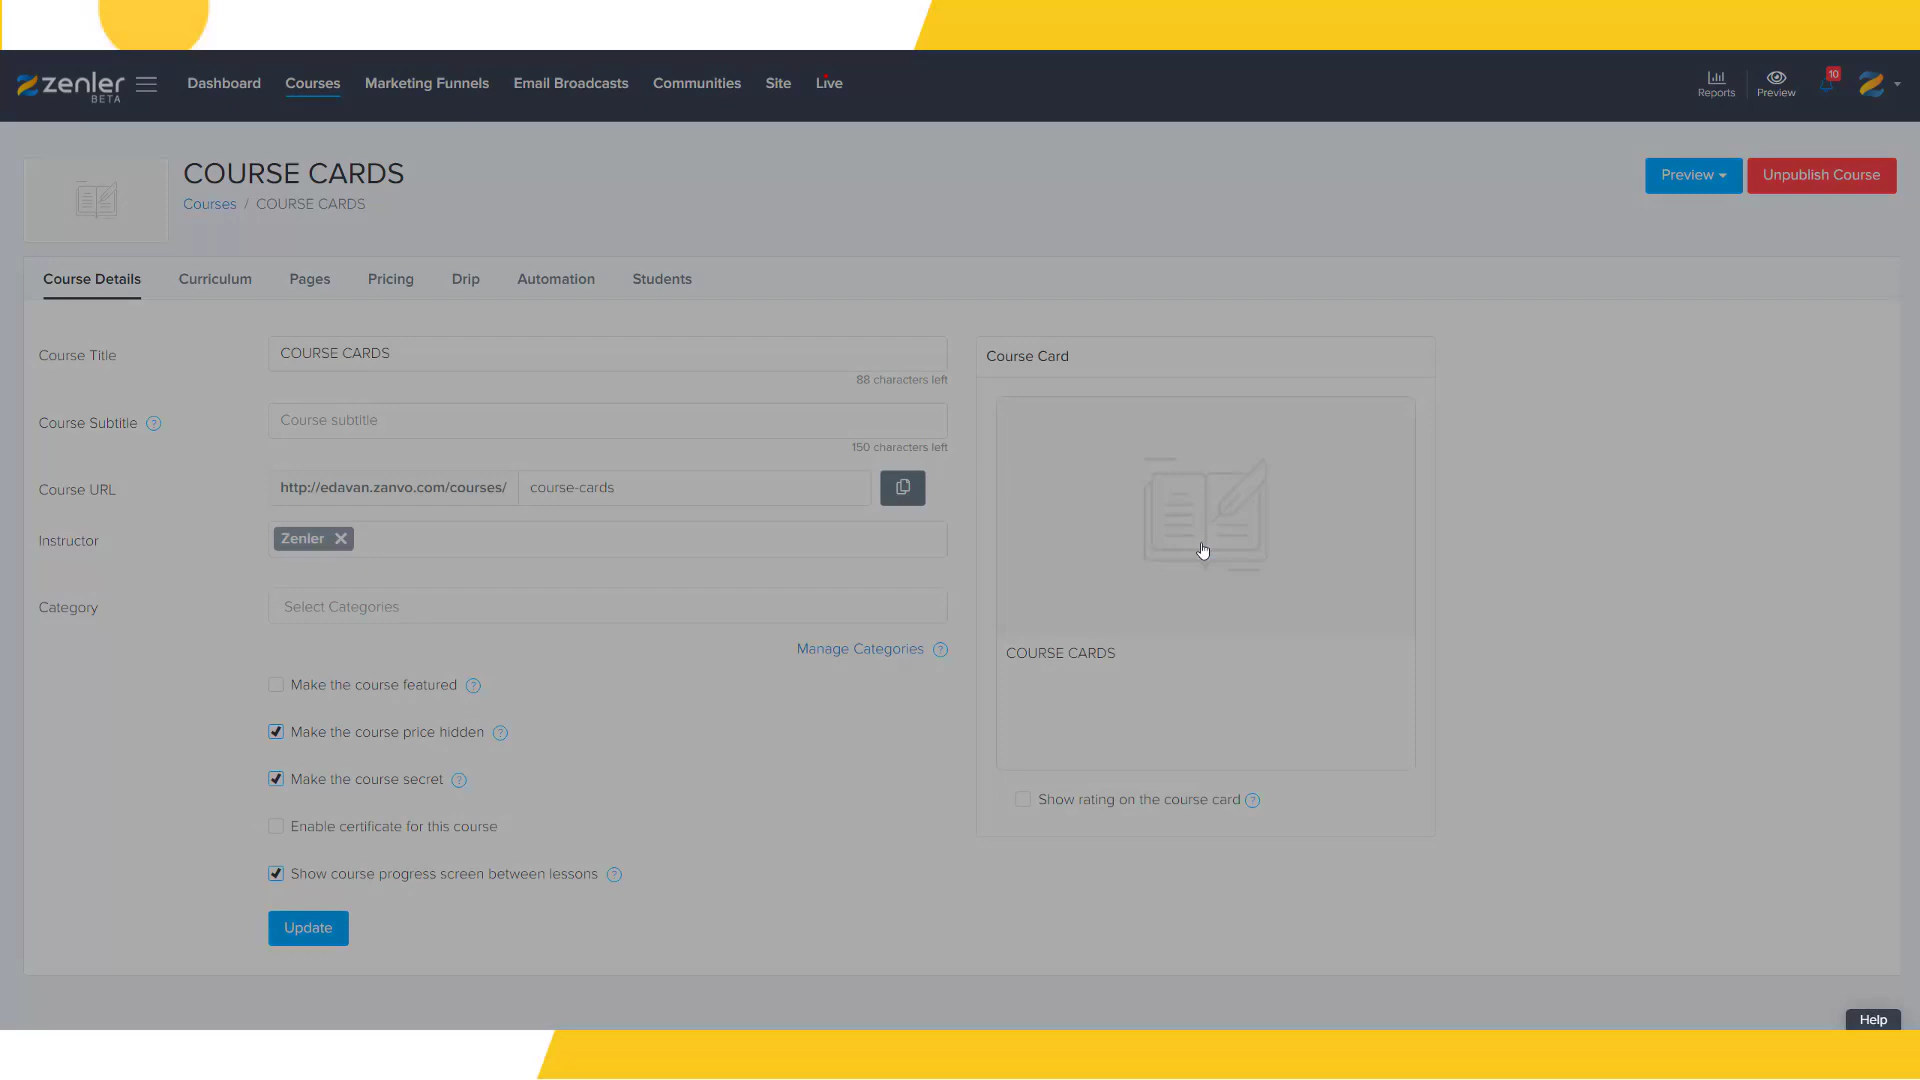 zenler
BETA
Dashboard
Courses
Marketing Funnels
Email Broadcasts
Communities
Site
Live
Reports
Preview
10
COURSE CARDS
Courses / COURSE CARDS
Preview
Unpublish Course
Course Details
Curriculum
Pages
Pricing
Drip
Automation
Students
Course Title
COURSE CARDS
88 characters left
Course Subtitle ?
Course subtitle
150 characters left
Course URL
http://edavan.zanvo.com/courses/
course-cards
Instructor
Zenler
Category
Select Categories
Manage Categories ?
Make the course featured ?
Make the course price hidden ?
Make the course secret ?
Enable certificate for this course
Show course progress screen between lessons ?
Update
Course Card
COURSE CARDS
Show rating on the course card ?
Help